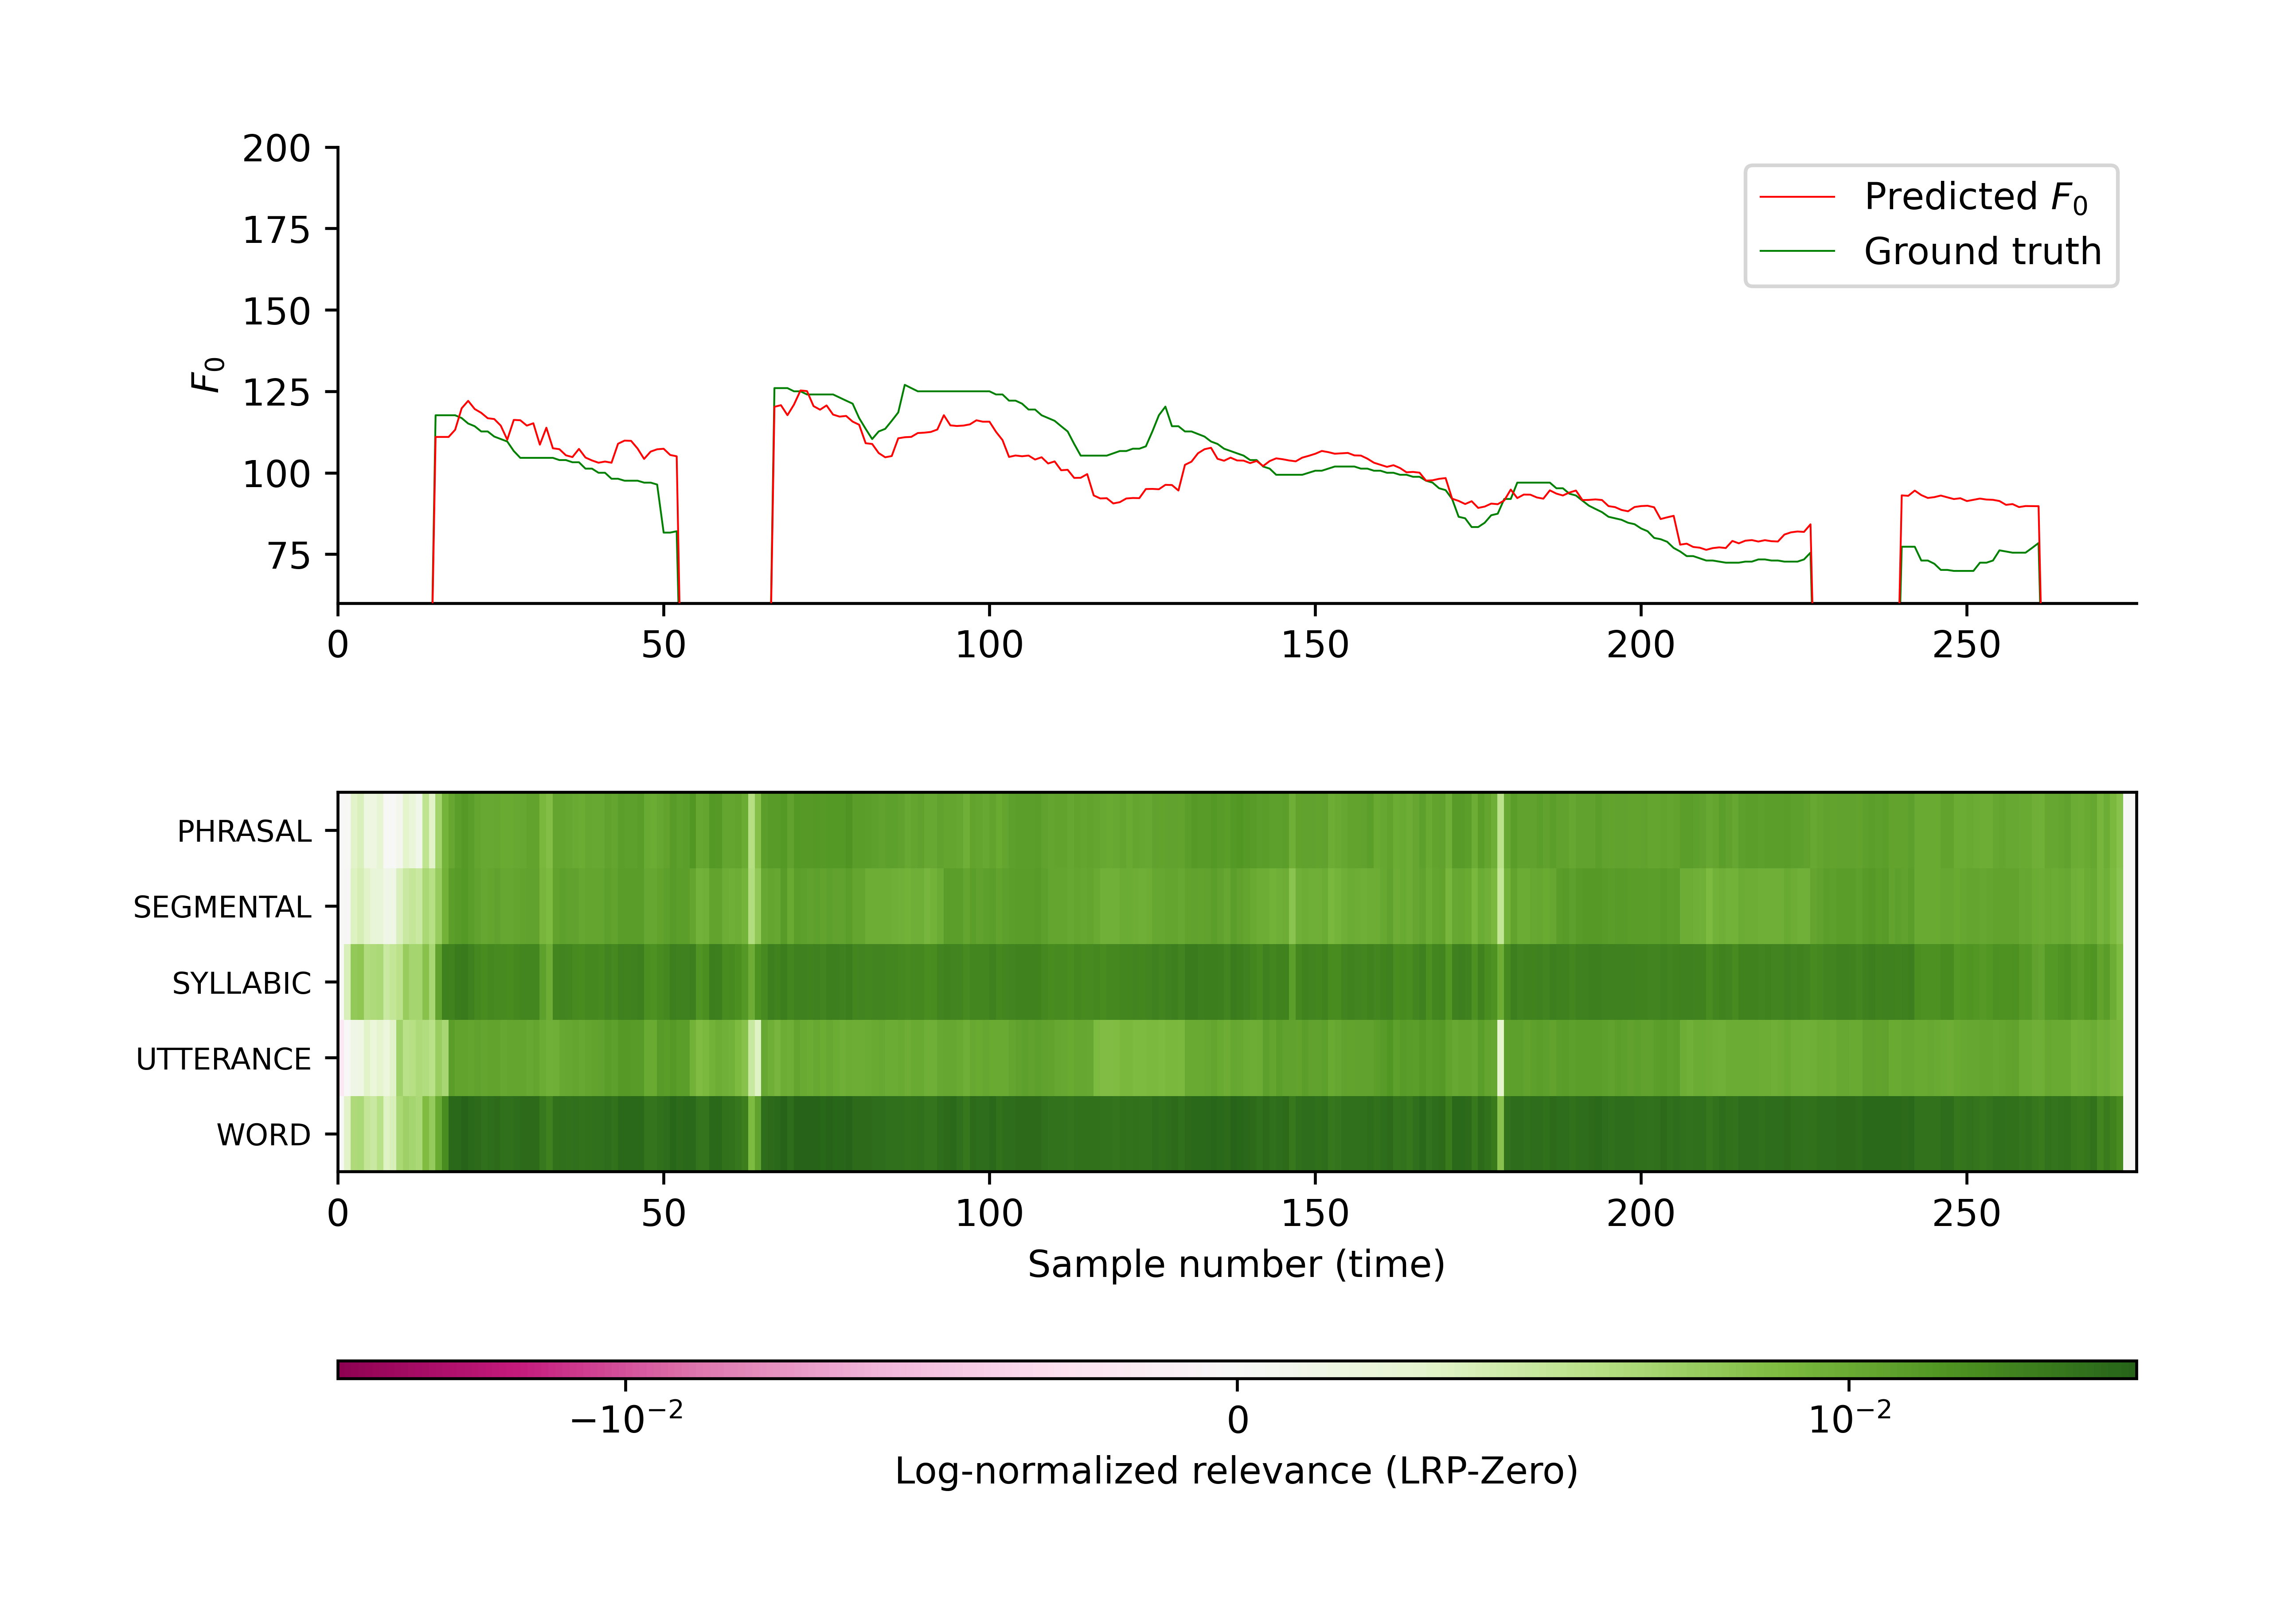 200
175
150
125
100
75
F₀
Predicted F₀
Ground truth
0 50 100 150 200 250
PHRASAL
SEGMENTAL
SYLLABIC
UTTERANCE
WORD
0 50 100 150 200 250
Sample number (time)
−10⁻² 0 10⁻²
Log-normalized relevance (LRP-Zero)